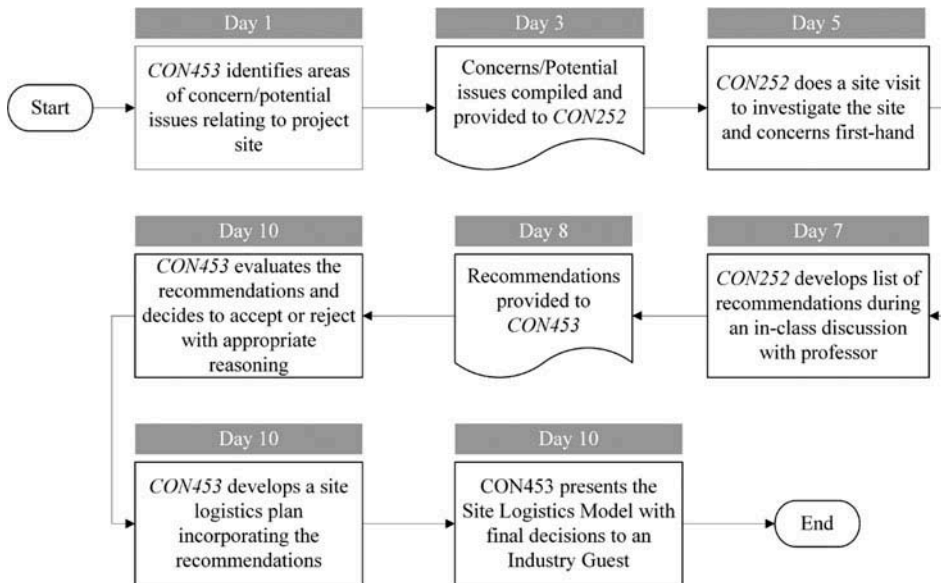 Day 1
Day 3
Day 5
Start
CON453 identifies areas
of concern/potential
issues relating to project
site
Concerns/Potential
issues compiled and
provided to CON252
CON252 does a site visit
to investigate the site
and concerns first-hand
Day 10
Day 8
Day 7
CON453 evaluates the
recommendations and
decides to accept or reject
with appropriate
reasoning
Recommendations
provided to
CON453
CON252 develops list of
recommendations during
an in-class discussion
with professor
Day 10
Day 10
CON453 develops a site
logistics plan
incorporating the
recommendations
CON453 presents the
Site Logistics Model with
final decisions to an
Industry Guest
End